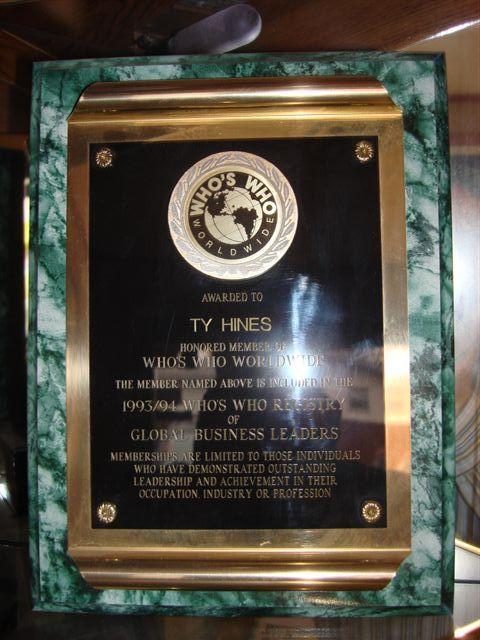 WHO'S WHO
WORLDWIDE
AWARDED TO
TY HINES
HONORED MEMBER OF
WHO'S WHO WORLDWIDE
THE MEMBER NAMED ABOVE IS INCLUDED IN THE
1993/94 WHO'S WHO REGISTRY
OF
GLOBAL BUSINESS LEADERS
MEMBERSHIPS ARE LIMITED TO THOSE INDIVIDUALS
WHO HAVE DEMONSTRATED OUTSTANDING
LEADERSHIP AND ACHIEVEMENT IN THEIR
OCCUPATION, INDUSTRY OR PROFESSION